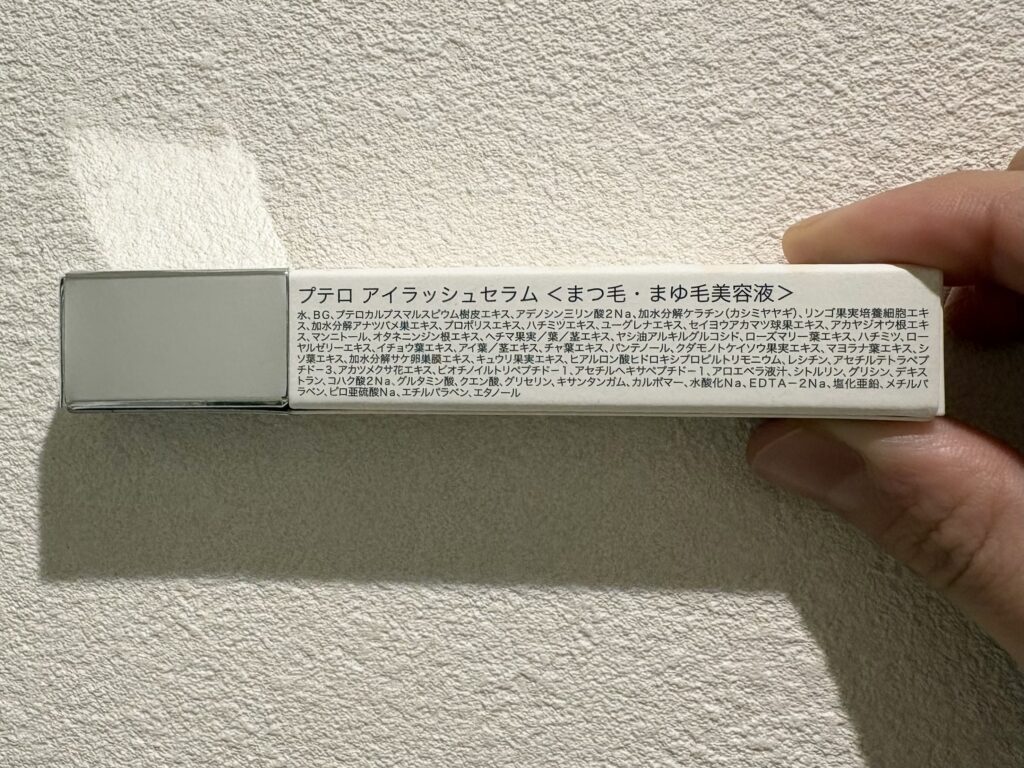 プテロ アイラッシュセラム ＜まつ毛・まゆ毛美容液＞
水、BG、プテロカルプスマルスピウム樹皮エキス、アデノシン三リン酸２Ｎａ、加水分解ケラチン（カシミヤヤギ）、リンゴ果実培養細胞エキ
ス、加水分解アナツバメ巣エキス、プロポリスエキス、ハチミツエキス、ユーグレナエキス、セイヨウアカマツ球果エキス、アカヤジオウ根エキ
ス、マンニトール、オタネニンジン根エキス、ヘチマ果実／葉／茎エキス、ヤシ油アルキルグルコシド、ローズマリー葉エキス、ハチミツ、ロー
ヤルゼリーエキス、イチョウ葉エキス、アイ葉／茎エキス、チャ葉エキス、パンテノール、クダモノトケイソウ果実エキス、マヨラナ葉エキス、シ
ソ葉エキス、加水分解サケ卵巣膜エキス、キュウリ果実エキス、ヒアルロン酸ヒドロキシプロピルトリモニウム、レシチン、アセチルテトラペプ
チド－３、アカツメクサ花エキス、ビオチノイルトリペプチド－１、アセチルヘキサペプチド－１、アロエベラ液汁、シトルリン、グリシン、デキス
トラン、コハク酸２Ｎａ、グルタミン酸、クエン酸、グリセリン、キサンタンガム、カルボマー、水酸化Ｎａ、ＥＤＴＡ－２Ｎａ、塩化亜鉛、メチルパ
ラベン、ピロ亜硫酸Ｎａ、エチルパラベン、エタノール